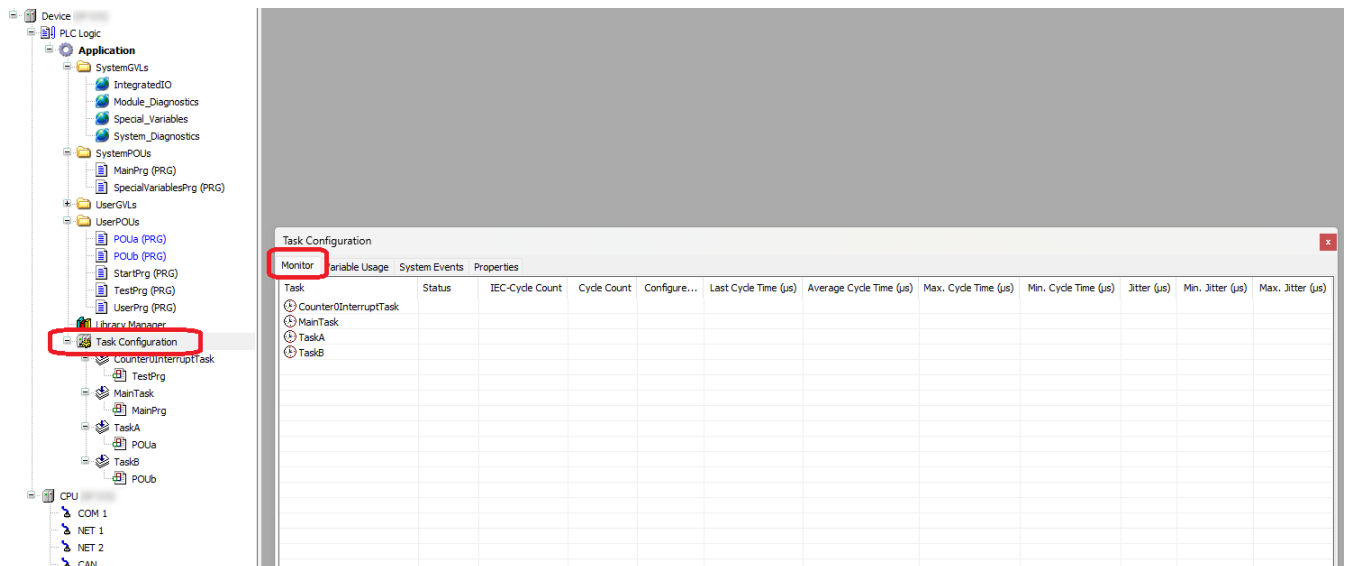 Device
PLC Logic
Application
SystemGVLs
IntegratedIO
Module_Diagnostics
Special_Variables
System_Diagnostics
SystemPOUs
MainPrg (PRG)
SpecialVariablesPrg (PRG)
UserGVLs
UserPOUs
POUa (PRG)
POUb (PRG)
StartPrg (PRG)
TestPrg (PRG)
UserPrg (PRG)
Library Manager
Task Configuration
Counter0InterruptTask
TestPrg
MainTask
MainPrg
TaskA
POUa
TaskB
POUb
CPU
COM 1
NET 1
NET 2
CAN
Task Configuration
Monitor Variable Usage System Events Properties
Task Status IEC-Cycle Count Cycle Count Configure... Last Cycle Time (µs) Average Cycle Time (µs) Max. Cycle Time (µs) Min. Cycle Time (µs) Jitter (µs) Min. Jitter (µs) Max. Jitter (µs)
Counter0InterruptTask
MainTask
TaskA
TaskB